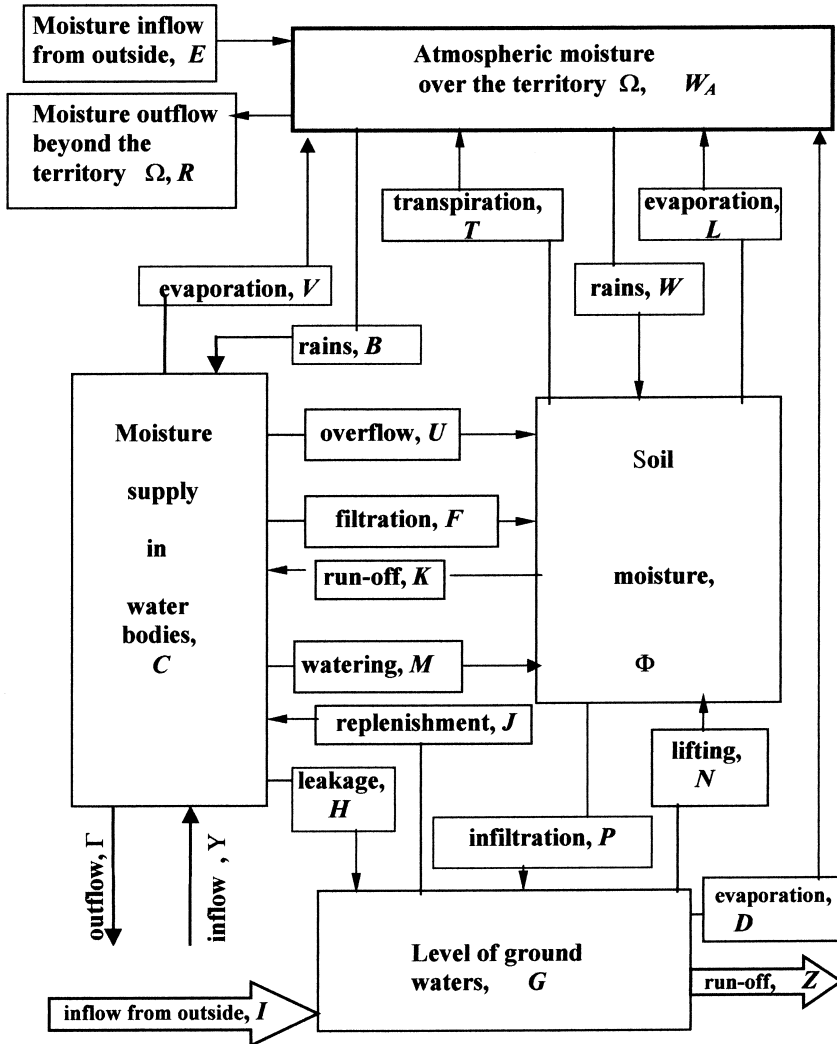 Moisture inflow
from outside, E
Atmospheric moisture
over the territory Ω, W_A
Moisture outflow
beyond the
territory Ω, R
transpiration,
T
evaporation,
L
evaporation, V
rains, W
rains, B
Moisture
supply
in
water
bodies,
C
overflow, U
filtration, F
run-off, K
watering, M
replenishment, J
leakage,
H
Soil
moisture,
Φ
lifting,
N
infiltration, P
outflow, Γ
inflow , Y
evaporation,
D
Level of ground
waters, G
run-off, Z
inflow from outside, I